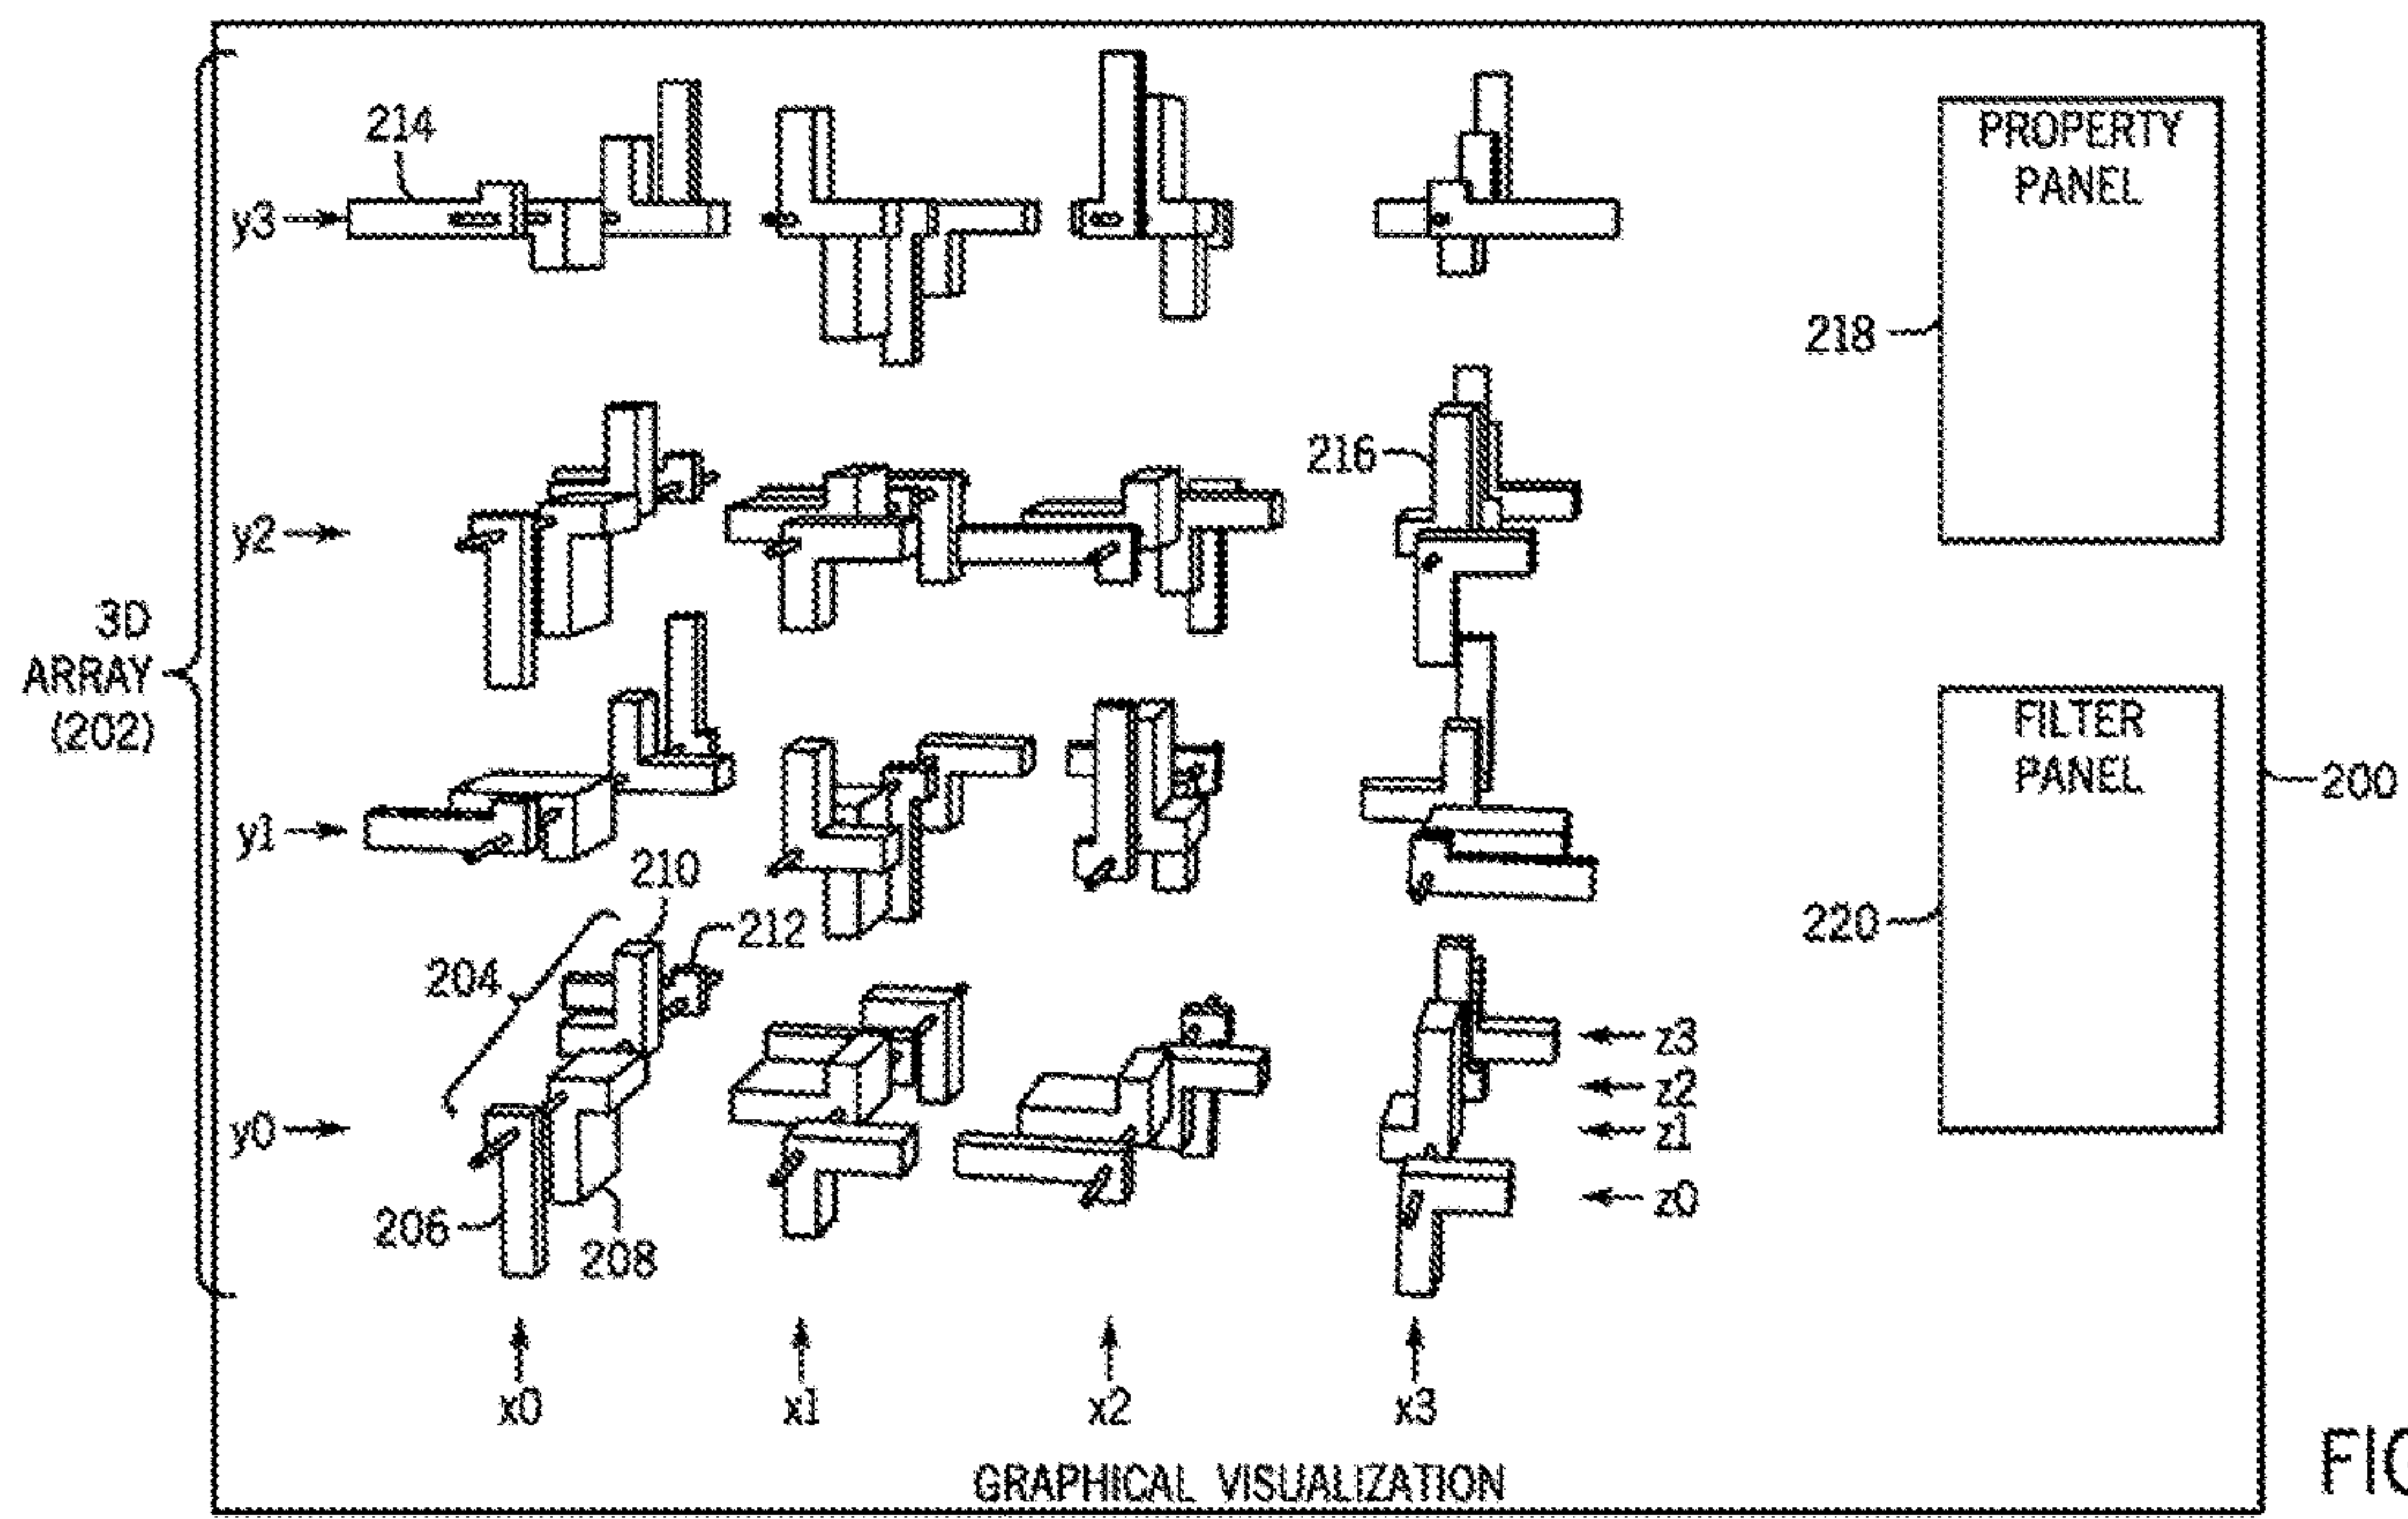 214
PROPERTY
PANEL
y3
218
216
y2
3D
ARRAY
(202)
FILTER
PANEL
200
y1
210
212
220
204
z3
z2
y0
z1
z0
206
208
x0
x1
x2
x3
GRAPHICAL VISUALIZATION